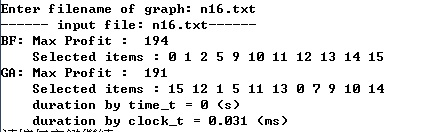 Enter filename of graph: n16.txt
------ input file: n16.txt------
BF: Max Profit :  194
    Selected items : 0 1 2 5 9 10 11 12 13 14 15
GA: Max Profit :  191
    Selected items : 15 12 1 5 11 13 0 7 9 10 14
    duration by time_t = 0 (s)
    duration by clock_t = 0.031 (ms)